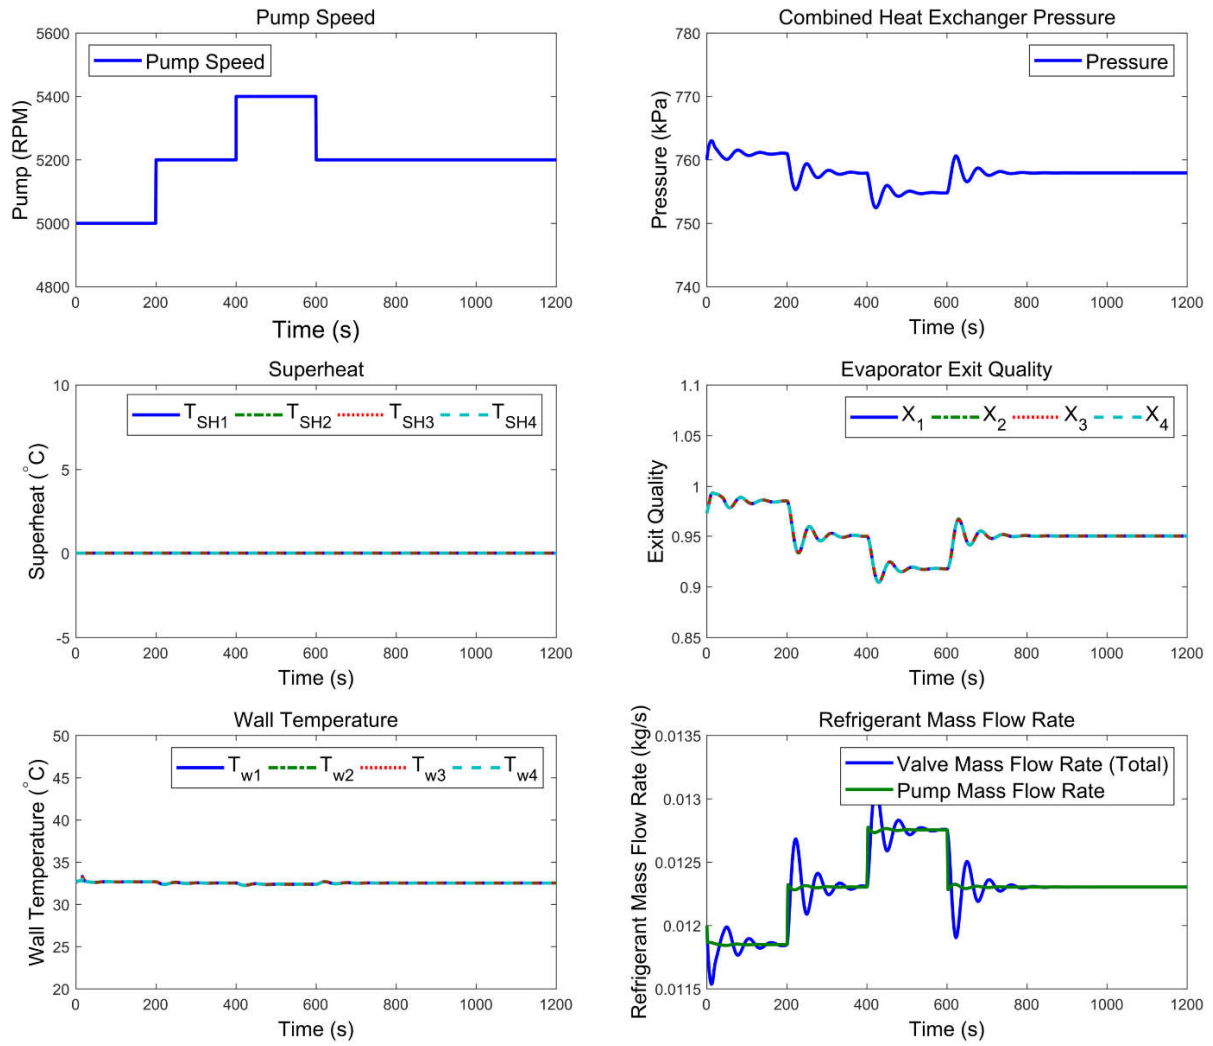 Pump Speed
5600
5400
5200
5000
4800
Pump (RPM)
Pump Speed
0 200 400 600 800 1000 1200
Time (s)
Combined Heat Exchanger Pressure
780
770
760
750
740
Pressure (kPa)
Pressure
0 200 400 600 800 1000 1200
Time (s)
Superheat
10
5
0
-5
Superheat (°C)
T_SH1 T_SH2 T_SH3 T_SH4
0 200 400 600 800 1000 1200
Time (s)
Evaporator Exit Quality
1.1
1.05
1
0.95
0.9
0.85
Exit Quality
X_1 X_2 X_3 X_4
0 200 400 600 800 1000 1200
Time (s)
Wall Temperature
50
45
40
35
30
25
20
Wall Temperature (°C)
T_w1 T_w2 T_w3 T_w4
0 200 400 600 800 1000 1200
Time (s)
Refrigerant Mass Flow Rate
0.0135
0.013
0.0125
0.012
0.0115
Refrigerant Mass Flow Rate (kg/s)
Valve Mass Flow Rate (Total)
Pump Mass Flow Rate
0 200 400 600 800 1000 1200
Time (s)